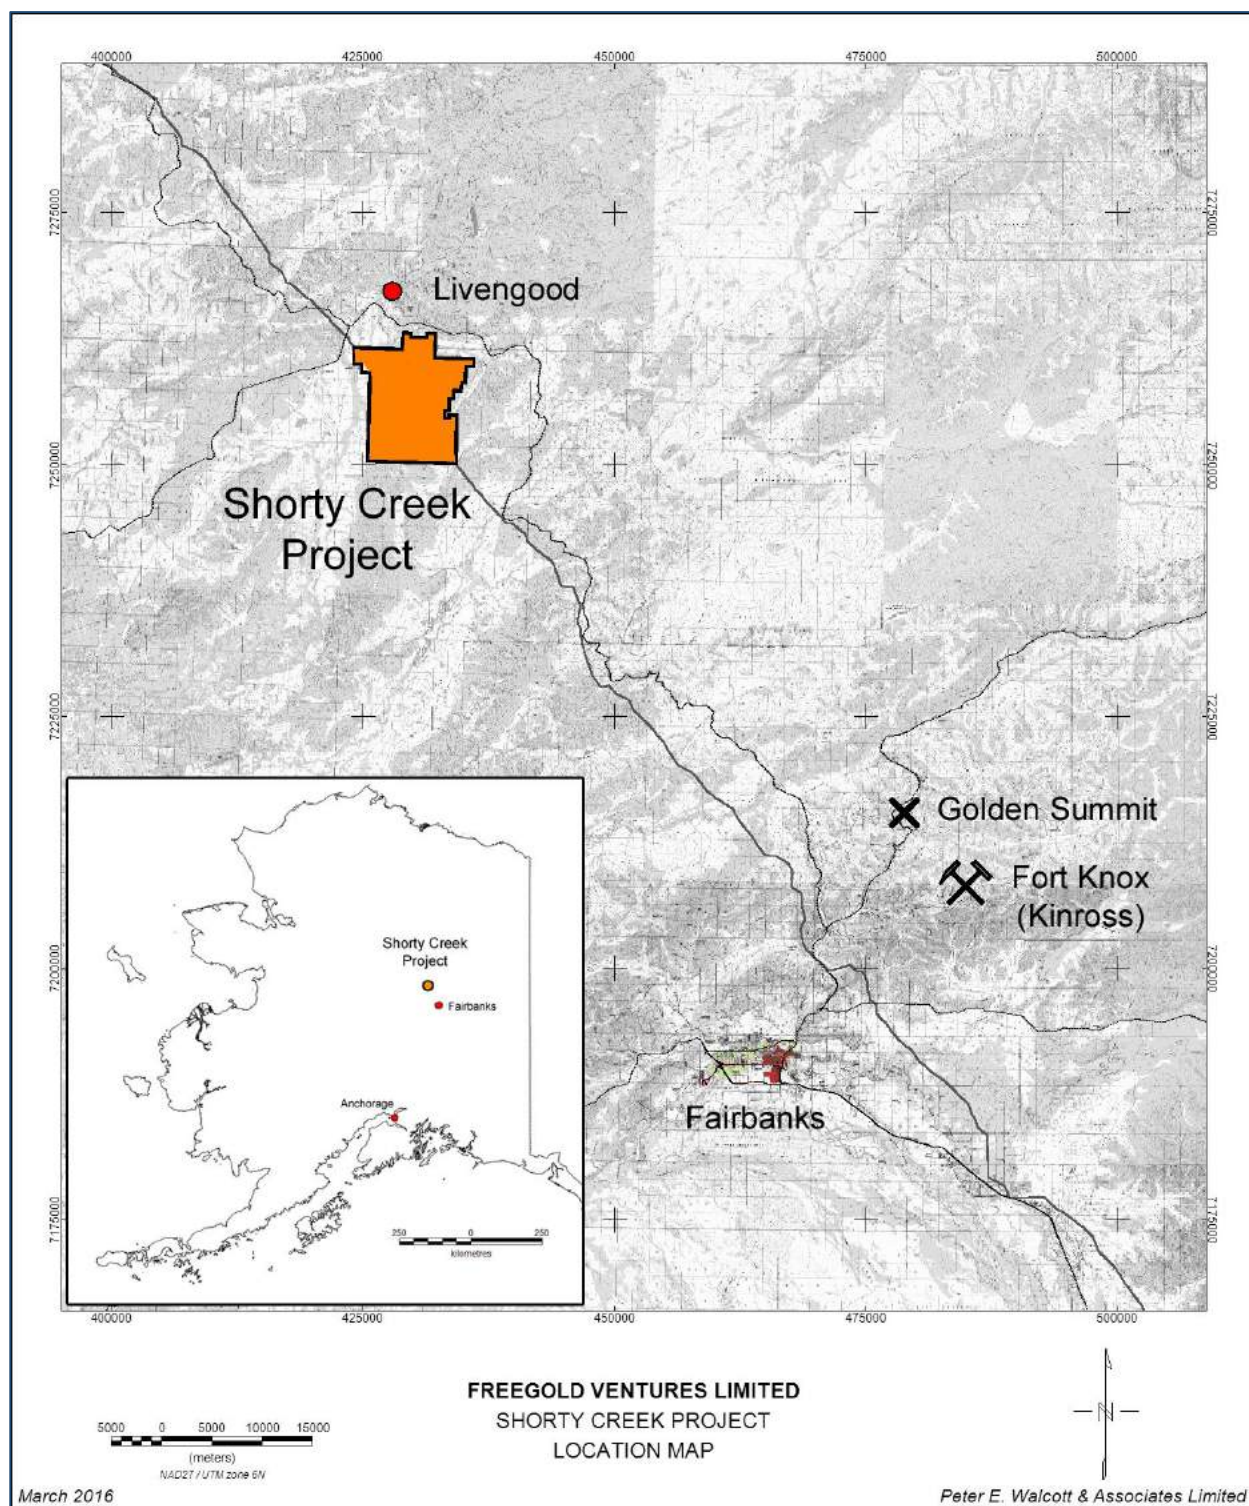 400000
425000
450000
475000
500000
7275000
7275000
Livengood
7250000
7250000
Shorty Creek
Project
7225000
7225000
Golden Summit
Fort Knox
(Kinross)
7200000
7200000
Shorty Creek
Project
Fairbanks
Anchorage
Fairbanks
7175000
7175000
250 0 250
kilometres
400000
425000
450000
475000
500000
FREEGOLD VENTURES LIMITED
SHORTY CREEK PROJECT
LOCATION MAP
5000 0 5000 10000 15000
(meters)
NAD27 / UTM zone 6N
N
March 2016
Peter E. Walcott & Associates Limited